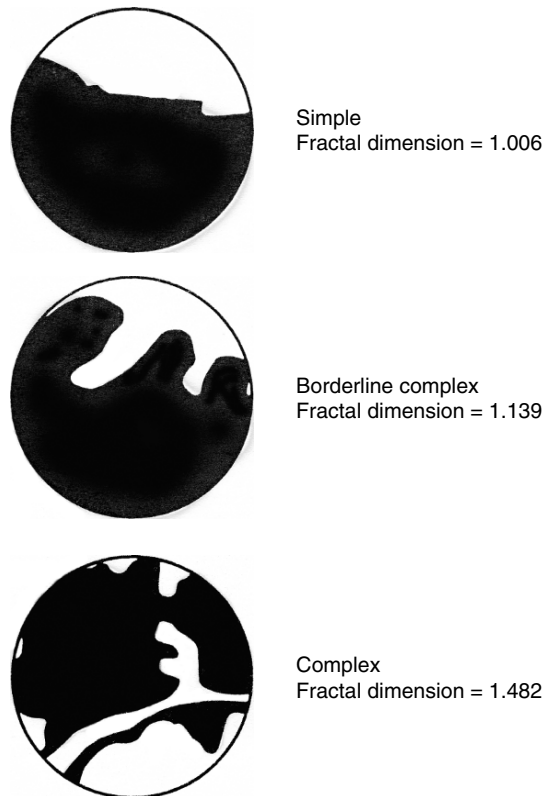 Simple
Fractal dimension = 1.006
Borderline complex
Fractal dimension = 1.139
Complex
Fractal dimension = 1.482